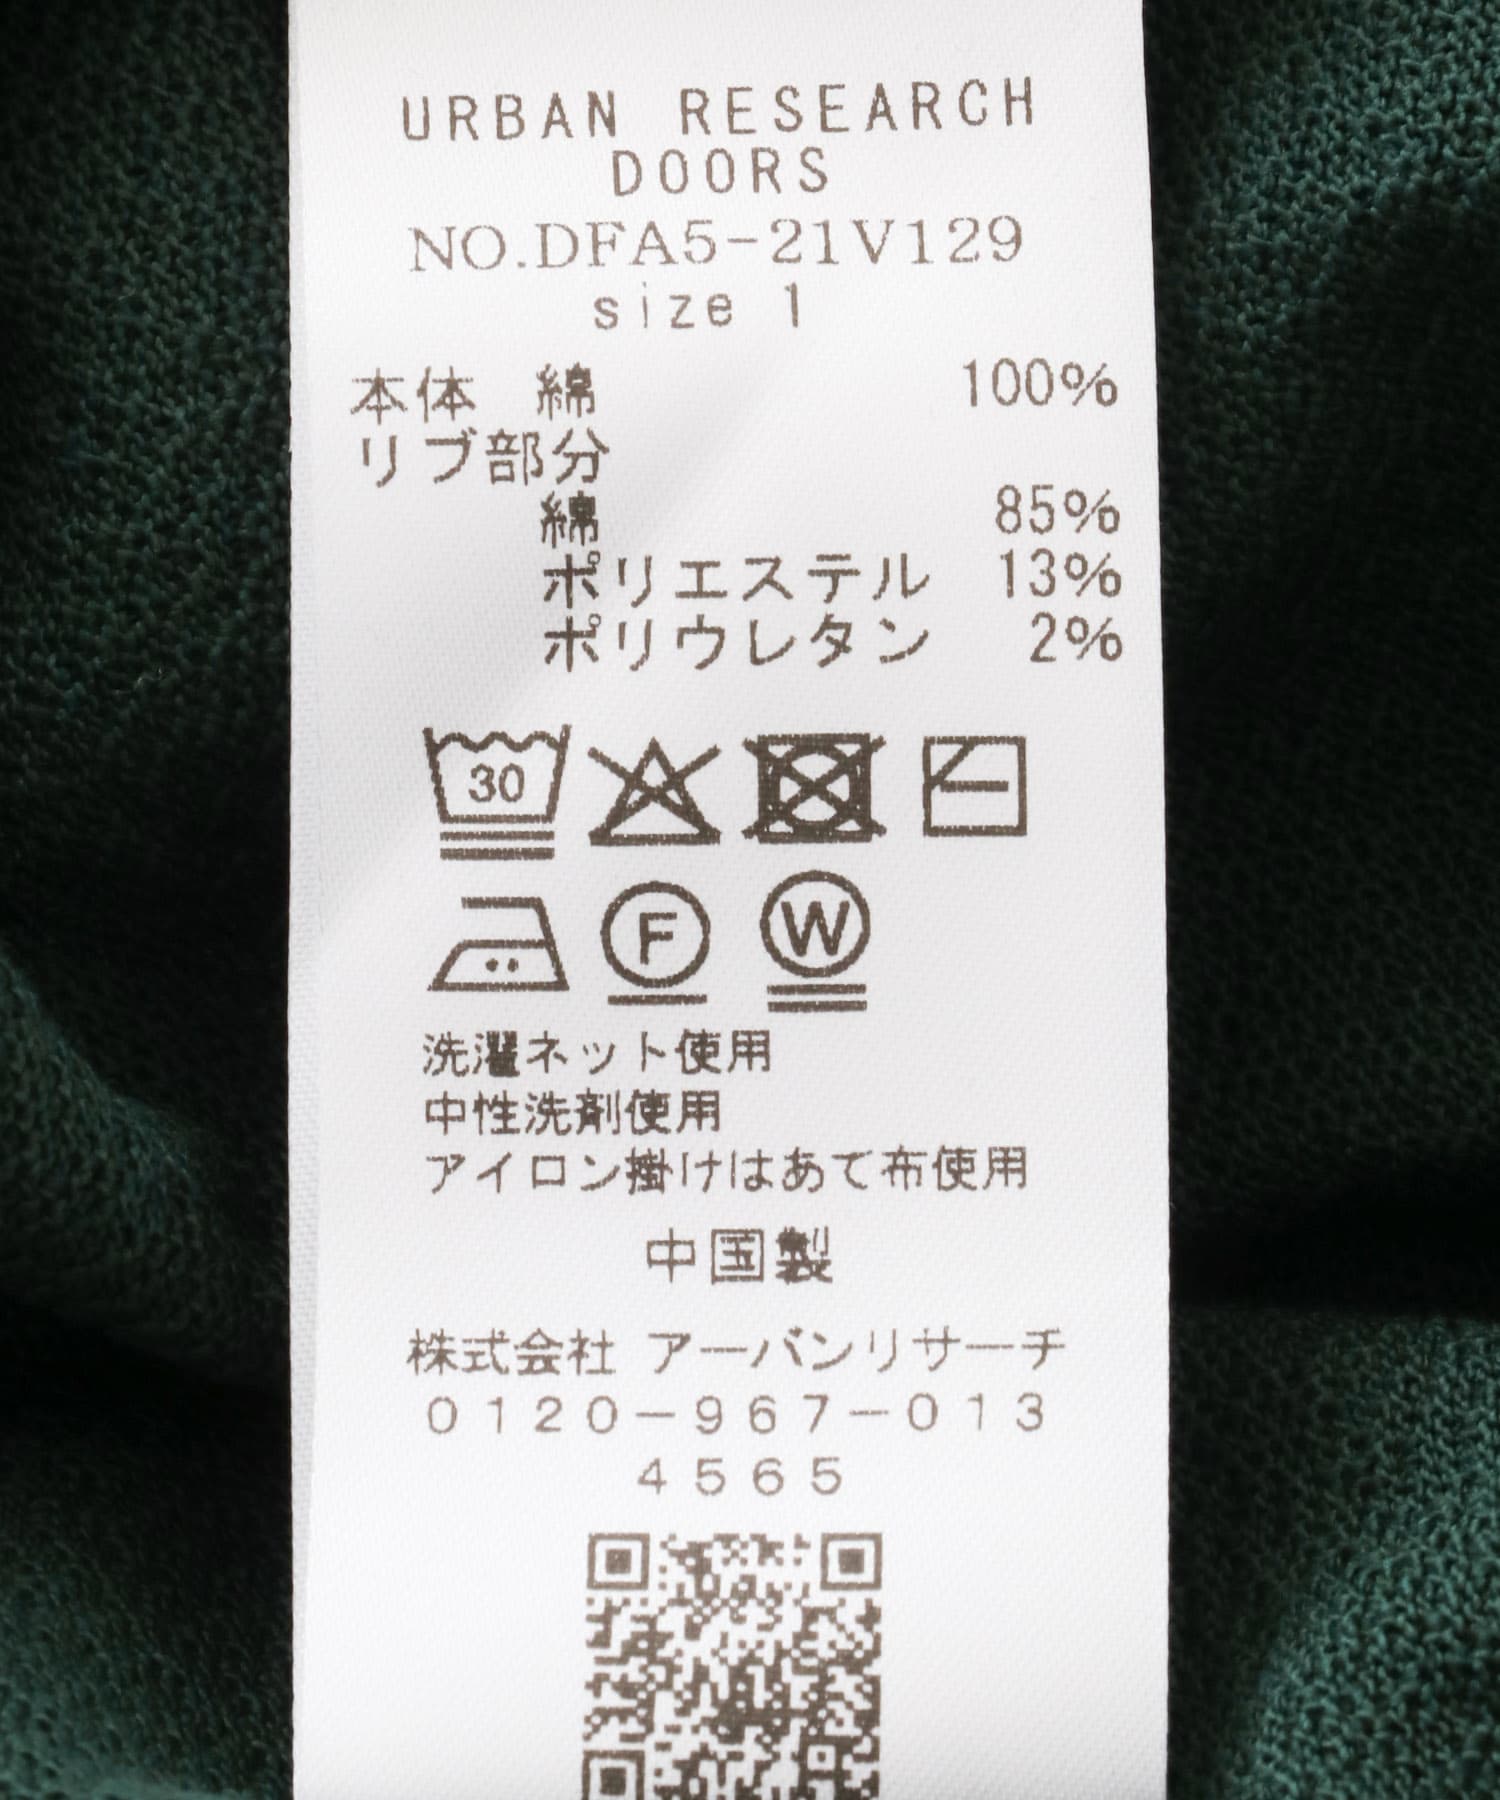 URBAN RESEARCH
DOORS
NO.DFA5-21V129
size 1
本体 綿 100%
リブ部分
綿 85%
ポリエステル 13%
ポリウレタン 2%
30
F
W
洗濯ネット使用
中性洗剤使用
アイロン掛けはあて布使用
中国製
株式会社 アーバンリサーチ
0120-967-013
4565